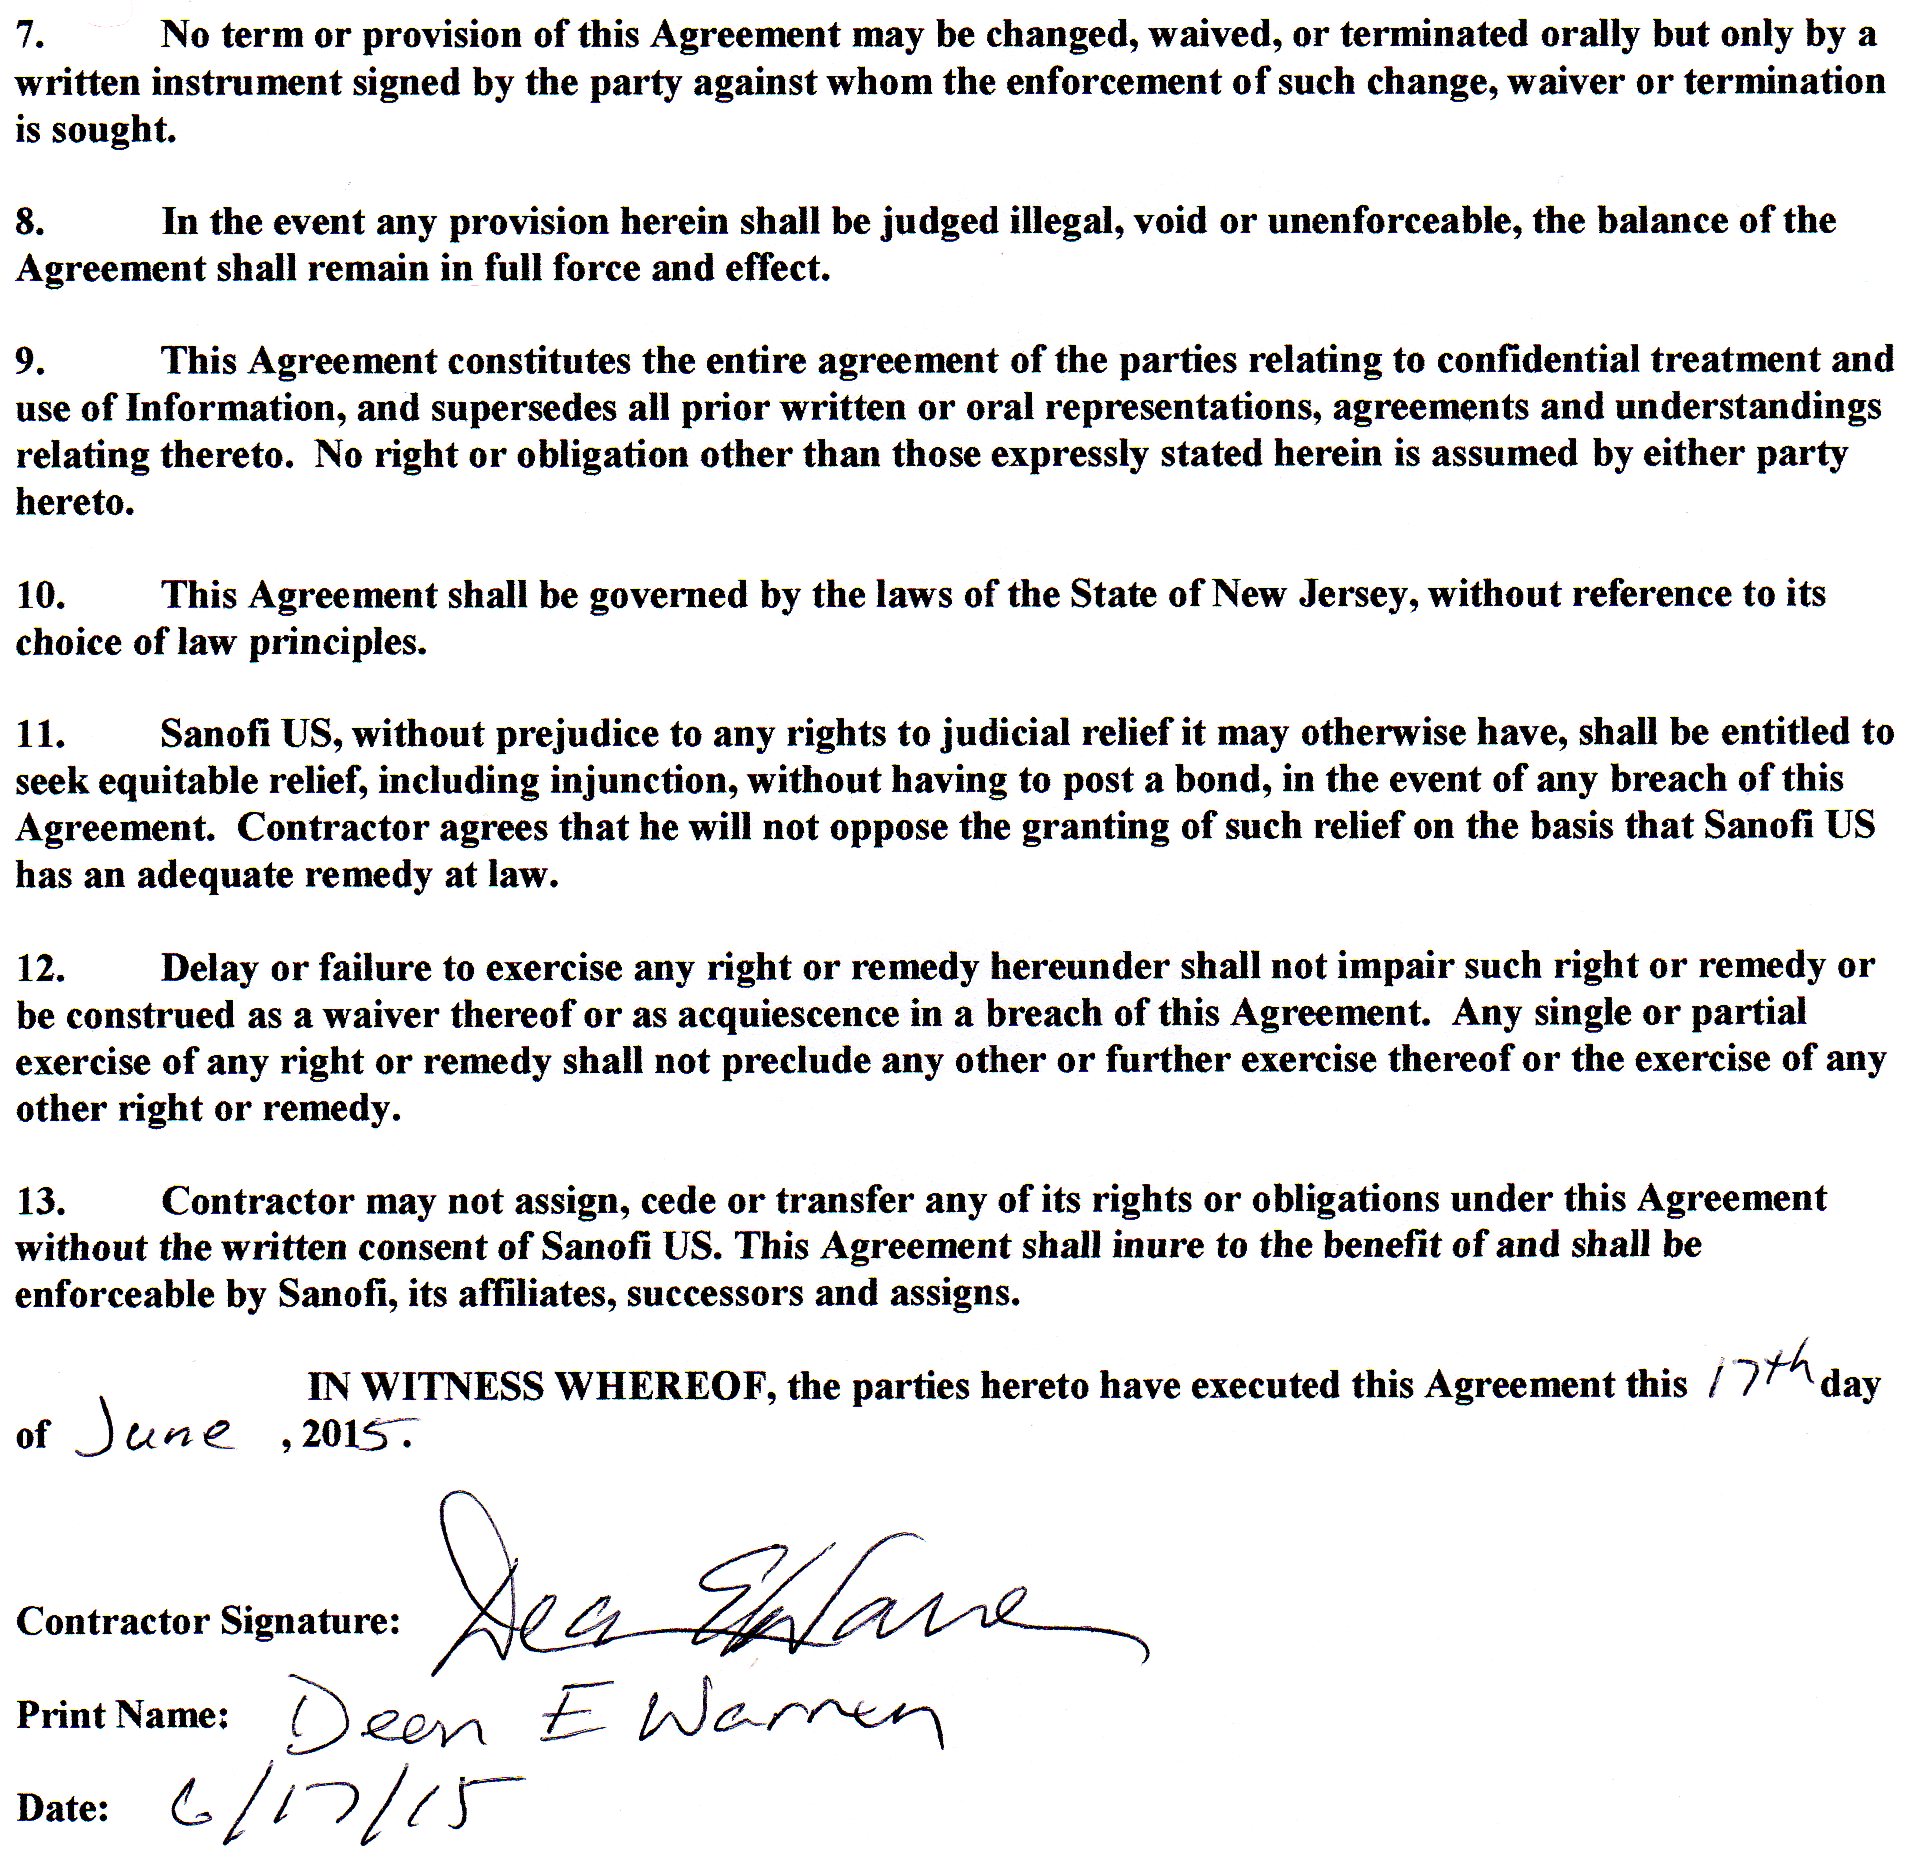 7. No term or provision of this Agreement may be changed, waived, or terminated orally but only by a
written instrument signed by the party against whom the enforcement of such change, waiver or termination
is sought.
8. In the event any provision herein shall be judged illegal, void or unenforceable, the balance of the
Agreement shall remain in full force and effect.
9. This Agreement constitutes the entire agreement of the parties relating to confidential treatment and
use of Information, and supersedes all prior written or oral representations, agreements and understandings
relating thereto. No right or obligation other than those expressly stated herein is assumed by either party
hereto.
10. This Agreement shall be governed by the laws of the State of New Jersey, without reference to its
choice of law principles.
11. Sanofi US, without prejudice to any rights to judicial relief it may otherwise have, shall be entitled to
seek equitable relief, including injunction, without having to post a bond, in the event of any breach of this
Agreement. Contractor agrees that he will not oppose the granting of such relief on the basis that Sanofi US
has an adequate remedy at law.
12. Delay or failure to exercise any right or remedy hereunder shall not impair such right or remedy or
be construed as a waiver thereof or as acquiescence in a breach of this Agreement. Any single or partial
exercise of any right or remedy shall not preclude any other or further exercise thereof or the exercise of any
other right or remedy.
13. Contractor may not assign, cede or transfer any of its rights or obligations under this Agreement
without the written consent of Sanofi US. This Agreement shall inure to the benefit of and shall be
enforceable by Sanofi, its affiliates, successors and assigns.
IN WITNESS WHEREOF, the parties hereto have executed this Agreement this 17th day
of June , 2015.
Contractor Signature: Dea E Warre
Print Name: Dean E Warren
Date: 6/17/15